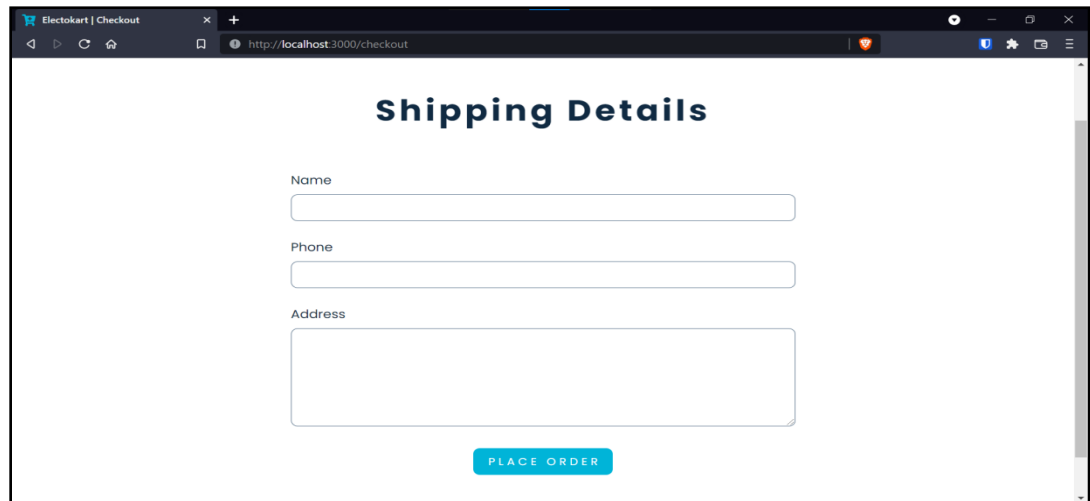 Electokart | Checkout
http://localhost:3000/checkout
Shipping Details
Name
Phone
Address
PLACE ORDER